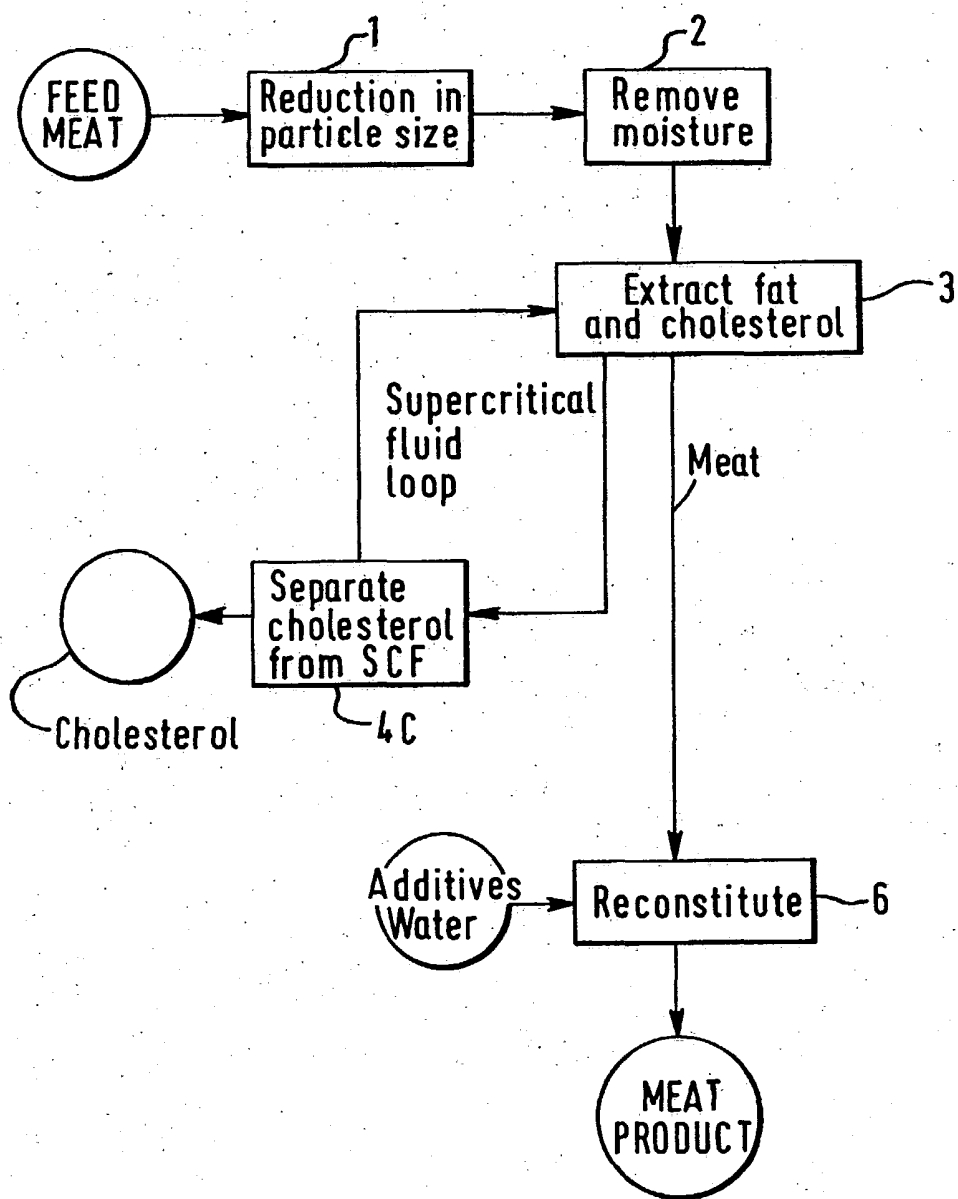 1
2
FEED
MEAT
Reduction in
particle size
Remove
moisture
Extract fat
and cholesterol
3
Supercritical
fluid
loop
Meat
Separate
cholesterol
from SCF
4C
Cholesterol
Additives
Water
Reconstitute
6
MEAT
PRODUCT